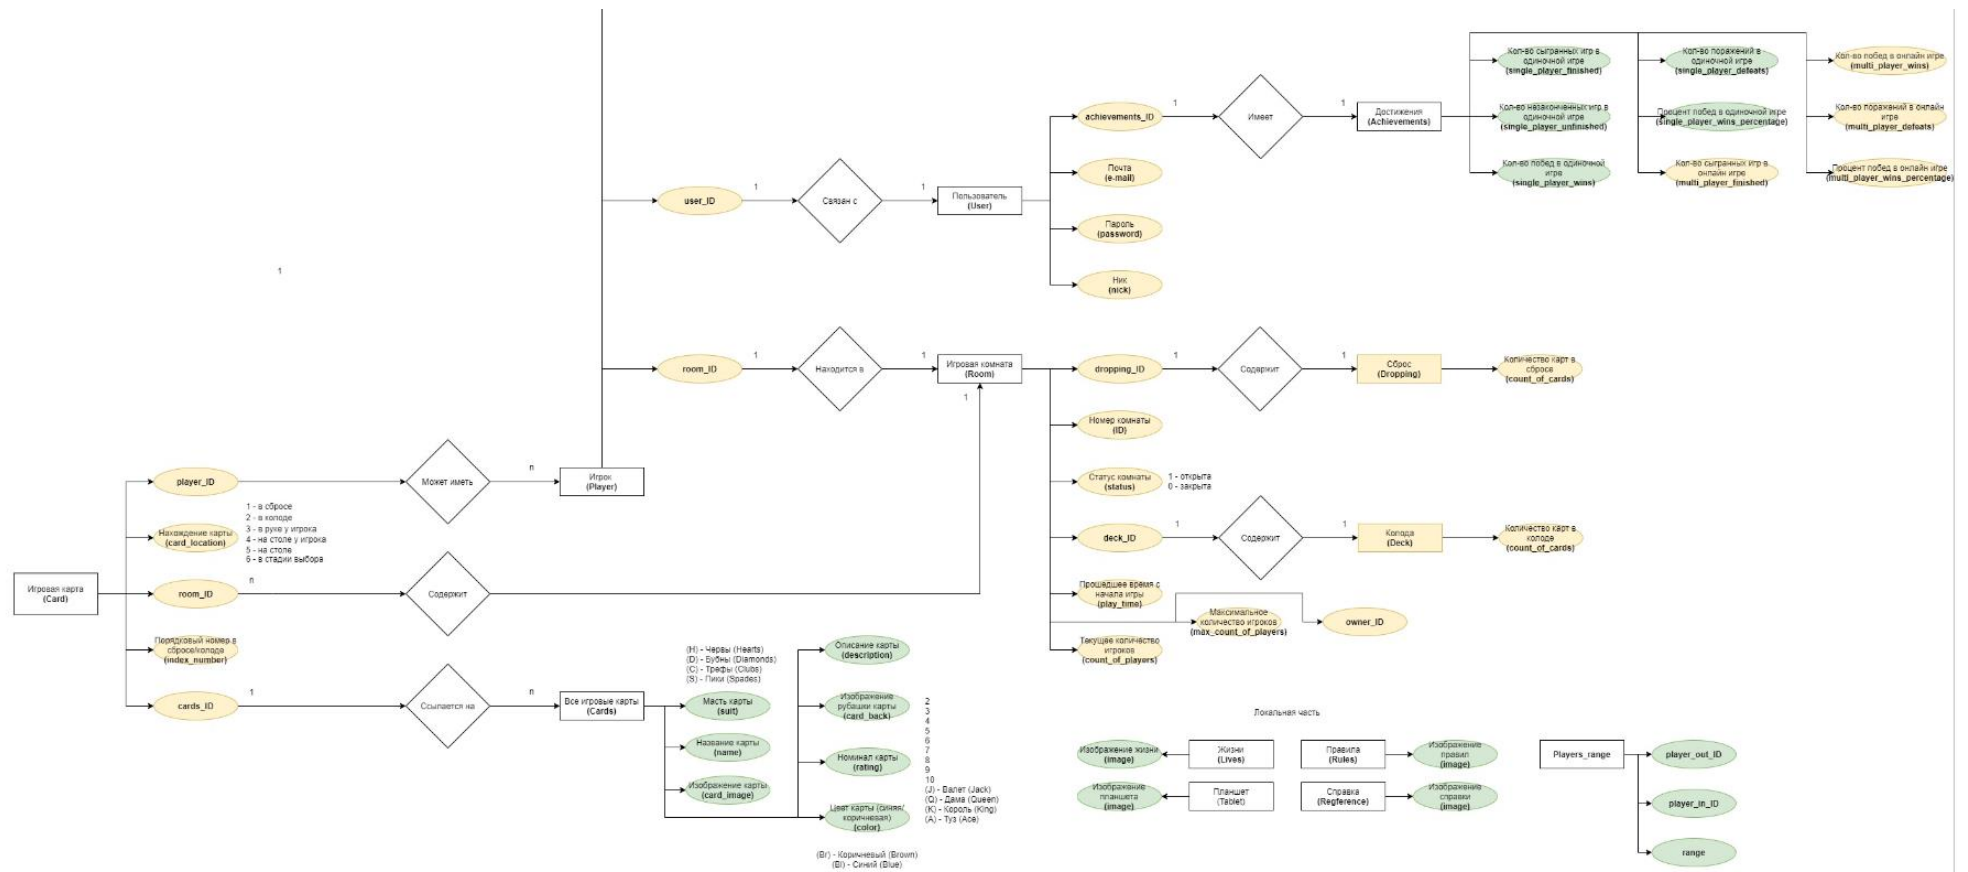 Кол-во сыгранных игр в
одиночной игре
(single_player_finished)
Кол-во поражений в
одиночной игре
(single_player_defeats)
Кол-во побед в онлайн игре
(multi_player_wins)
achievements_ID
1
Имеет
1
Достижения
(Achievements)
Кол-во незаконченных игр в
одиночной игре
(single_player_unfinished)
Процент побед в одиночной игре
(single_player_wins_percentage)
Кол-во поражений в онлайн
игре
(multi_player_defeats)
Почта
(e-mail)
Кол-во побед в одиночной
игре
(single_player_wins)
Кол-во сыгранных игр в
онлайн игре
(multi_player_finished)
Процент побед в онлайн игре
(multi_player_wins_percentage)
user_ID
1
Связан с
1
Пользователь
(User)
Пароль
(password)
Ник
(nick)
1
room_ID
1
Находится в
1
Игровая комната
(Room)
1
dropping_ID
1
Содержит
1
Сброс
(Dropping)
Количество карт в
сбросе
(count_of_cards)
Номер комнаты
(ID)
Статус комнаты
(status)
1 - открыта
0 - закрыта
deck_ID
1
Содержит
1
Колода
(Deck)
Количество карт в
колоде
(count_of_cards)
Прошедшее время с
начала игры
(play_time)
Максимальное
количество игроков
(max_count_of_players)
owner_ID
Текущее количество
игроков
(count_of_players)
player_ID
Может иметь
n
Игрок
(Player)
Нахождение карты
(card_location)
1 - в сбросе
2 - в колоде
3 - в руке у игрока
4 - на столе у игрока
5 - на столе
6 - в стадии выбора
Игровая карта
(Card)
room_ID
n
Содержит
Порядковый номер в
сбросе/колоде
(index_number)
cards_ID
1
Ссылается на
n
Все игровые карты
(Cards)
(H) - Червы (Hearts)
(D) - Бубны (Diamonds)
(C) - Трефы (Clubs)
(S) - Пики (Spades)
Масть карты
(suit)
Название карты
(name)
Изображение карты
(card_image)
Описание карты
(description)
Изображение
рубашки карты
(card_back)
Номинал карты
(rating)
Цвет карты (синяя/
коричневая)
(color)
2
3
4
5
6
7
8
9
10
(J) - Валет (Jack)
(Q) - Дама (Queen)
(K) - Король (King)
(A) - Туз (Ace)
(Br) - Коричневый (Brown)
(Bl) - Синий (Blue)
Локальная часть
Изображение жизни
(image)
Жизни
(Lives)
Правила
(Rules)
Изображение
правил
(image)
Изображение
планшета
(image)
Планшет
(Tablet)
Справка
(Regference)
Изображение
справки
(image)
Players_range
player_out_ID
player_in_ID
range